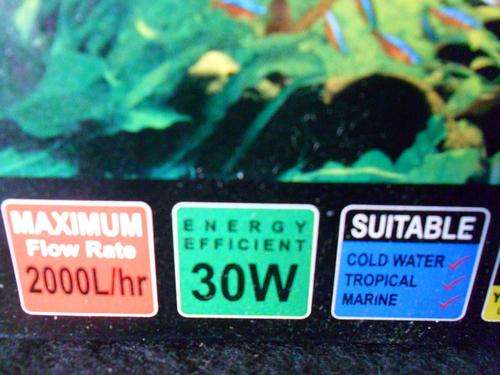 MAXIMUM
Flow Rate
2000L/hr
ENERGY
EFFICIENT
30W
SUITABLE
COLD WATER
TROPICAL
MARINE